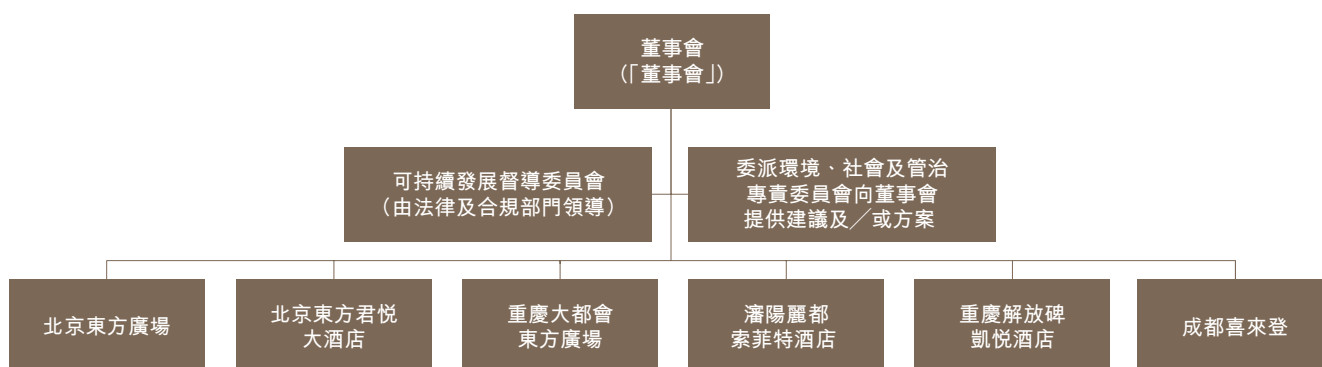 董事會
（「董事會」）
可持續發展督導委員會
（由法律及合規部門領導）
委派環境、社會及管治
專責委員會向董事會
提供建議及╱或方案
北京東方廣場
北京東方君悅
大酒店
重慶大都會
東方廣場
瀋陽麗都
索菲特酒店
重慶解放碑
凱悅酒店
成都喜來登